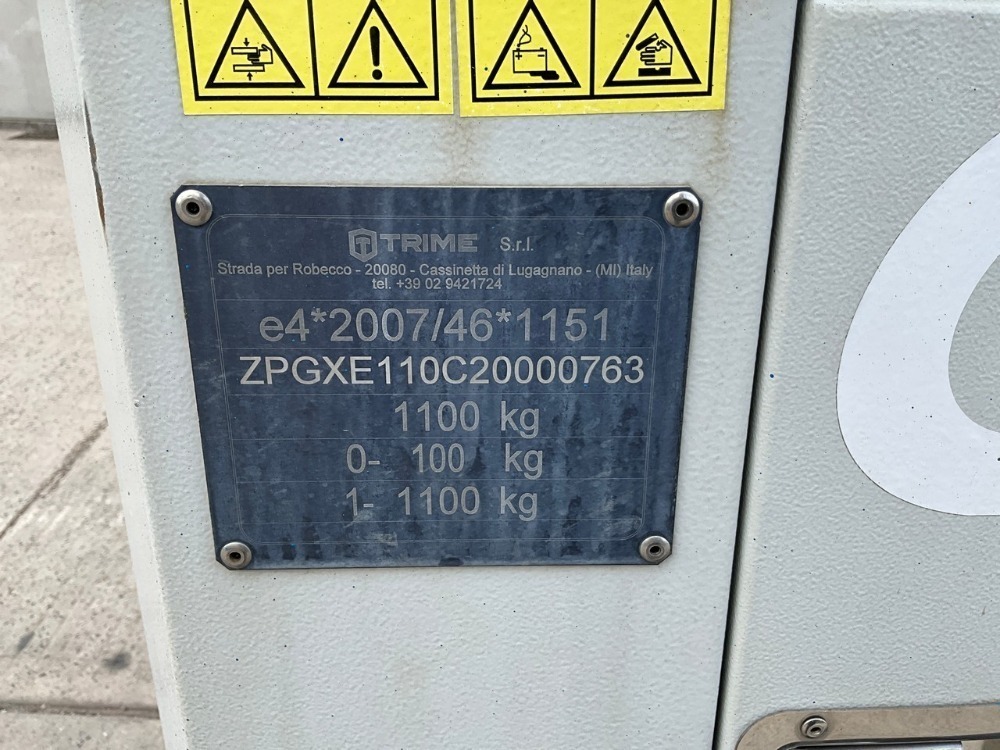 TRIME S.r.l.
Strada per Robecco - 20080 - Cassinetta di Lugagnano - (MI) Italy
tel. +39 02 9421724
e4*2007/46*1151
ZPGXE110C20000763
1100 kg
0- 100 kg
1- 1100 kg